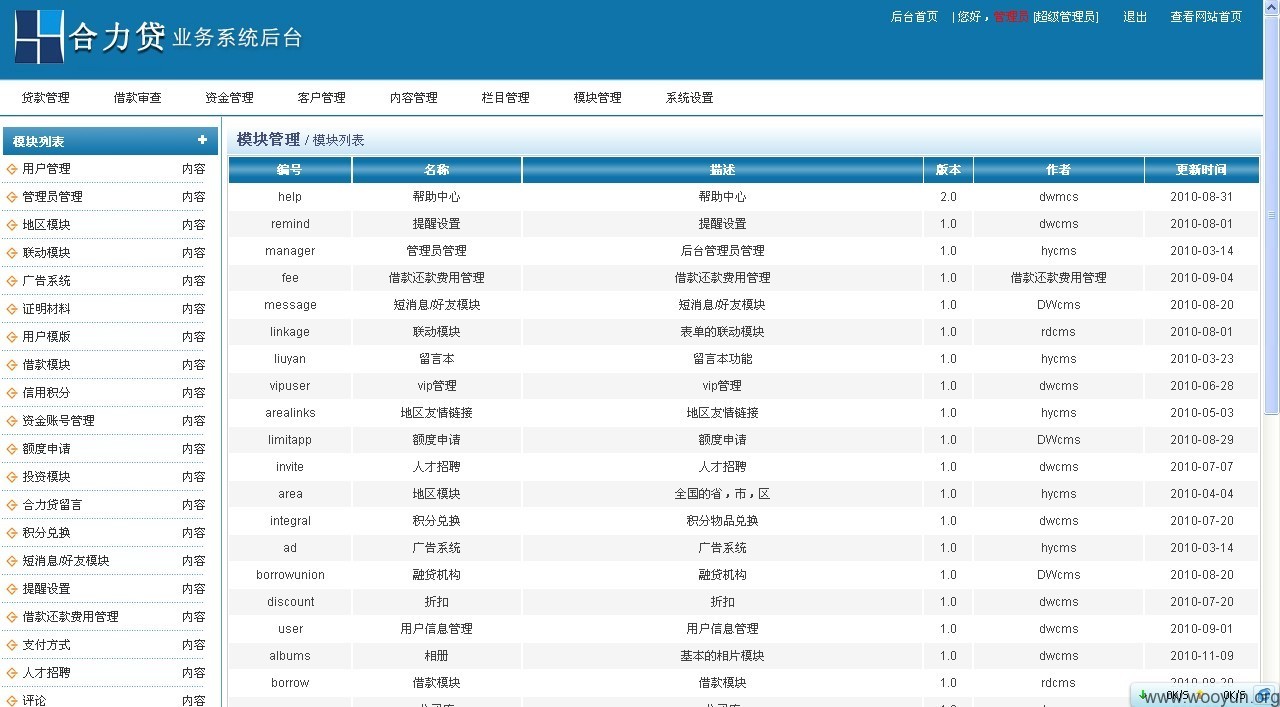 合力贷 业务系统后台
后台首页 | 您好，管理员 [超级管理员] 退出 查看网站首页
贷款管理 借款审查 资金管理 客户管理 内容管理 栏目管理 模块管理 系统设置
模块列表 +
用户管理 内容
管理员管理 内容
地区模块 内容
联动模块 内容
广告系统 内容
证明材料 内容
用户模版 内容
借款模块 内容
信用积分 内容
资金账号管理 内容
额度申请 内容
投资模块 内容
合力贷留言 内容
积分兑换 内容
短消息/好友模块 内容
提醒设置 内容
借款还款费用管理 内容
支付方式 内容
人才招聘 内容
评论 内容
模块管理 / 模块列表
编号 名称 描述 版本 作者 更新时间
help 帮助中心 帮助中心 2.0 dwmcs 2010-08-31
remind 提醒设置 提醒设置 1.0 dwcms 2010-08-01
manager 管理员管理 后台管理员管理 1.0 hycms 2010-03-14
fee 借款还款费用管理 借款还款费用管理 1.0 借款还款费用管理 2010-09-04
message 短消息/好友模块 短消息/好友模块 1.0 DWcms 2010-08-20
linkage 联动模块 表单的联动模块 1.0 rdcms 2010-08-01
liuyan 留言本 留言本功能 1.0 hycms 2010-03-23
vipuser vip管理 vip管理 1.0 dwcms 2010-06-28
arealinks 地区友情链接 地区友情链接 1.0 hycms 2010-05-03
limitapp 额度申请 额度申请 1.0 DWcms 2010-08-29
invite 人才招聘 人才招聘 1.0 dwcms 2010-07-07
area 地区模块 全国的省，市，区 1.0 hycms 2010-04-04
integral 积分兑换 积分物品兑换 1.0 dwcms 2010-07-20
ad 广告系统 广告系统 1.0 hycms 2010-03-14
borrowunion 融贷机构 融贷机构 1.0 DWcms 2010-08-20
discount 折扣 折扣 1.0 dwcms 2010-07-20
user 用户信息管理 用户信息管理 1.0 dwcms 2010-09-01
albums 相册 基本的相片模块 1.0 dwcms 2010-11-09
borrow 借款模块 借款模块 1.0 rdcms 2010-08-20
0K/S 0K/S
www.wooyun.org